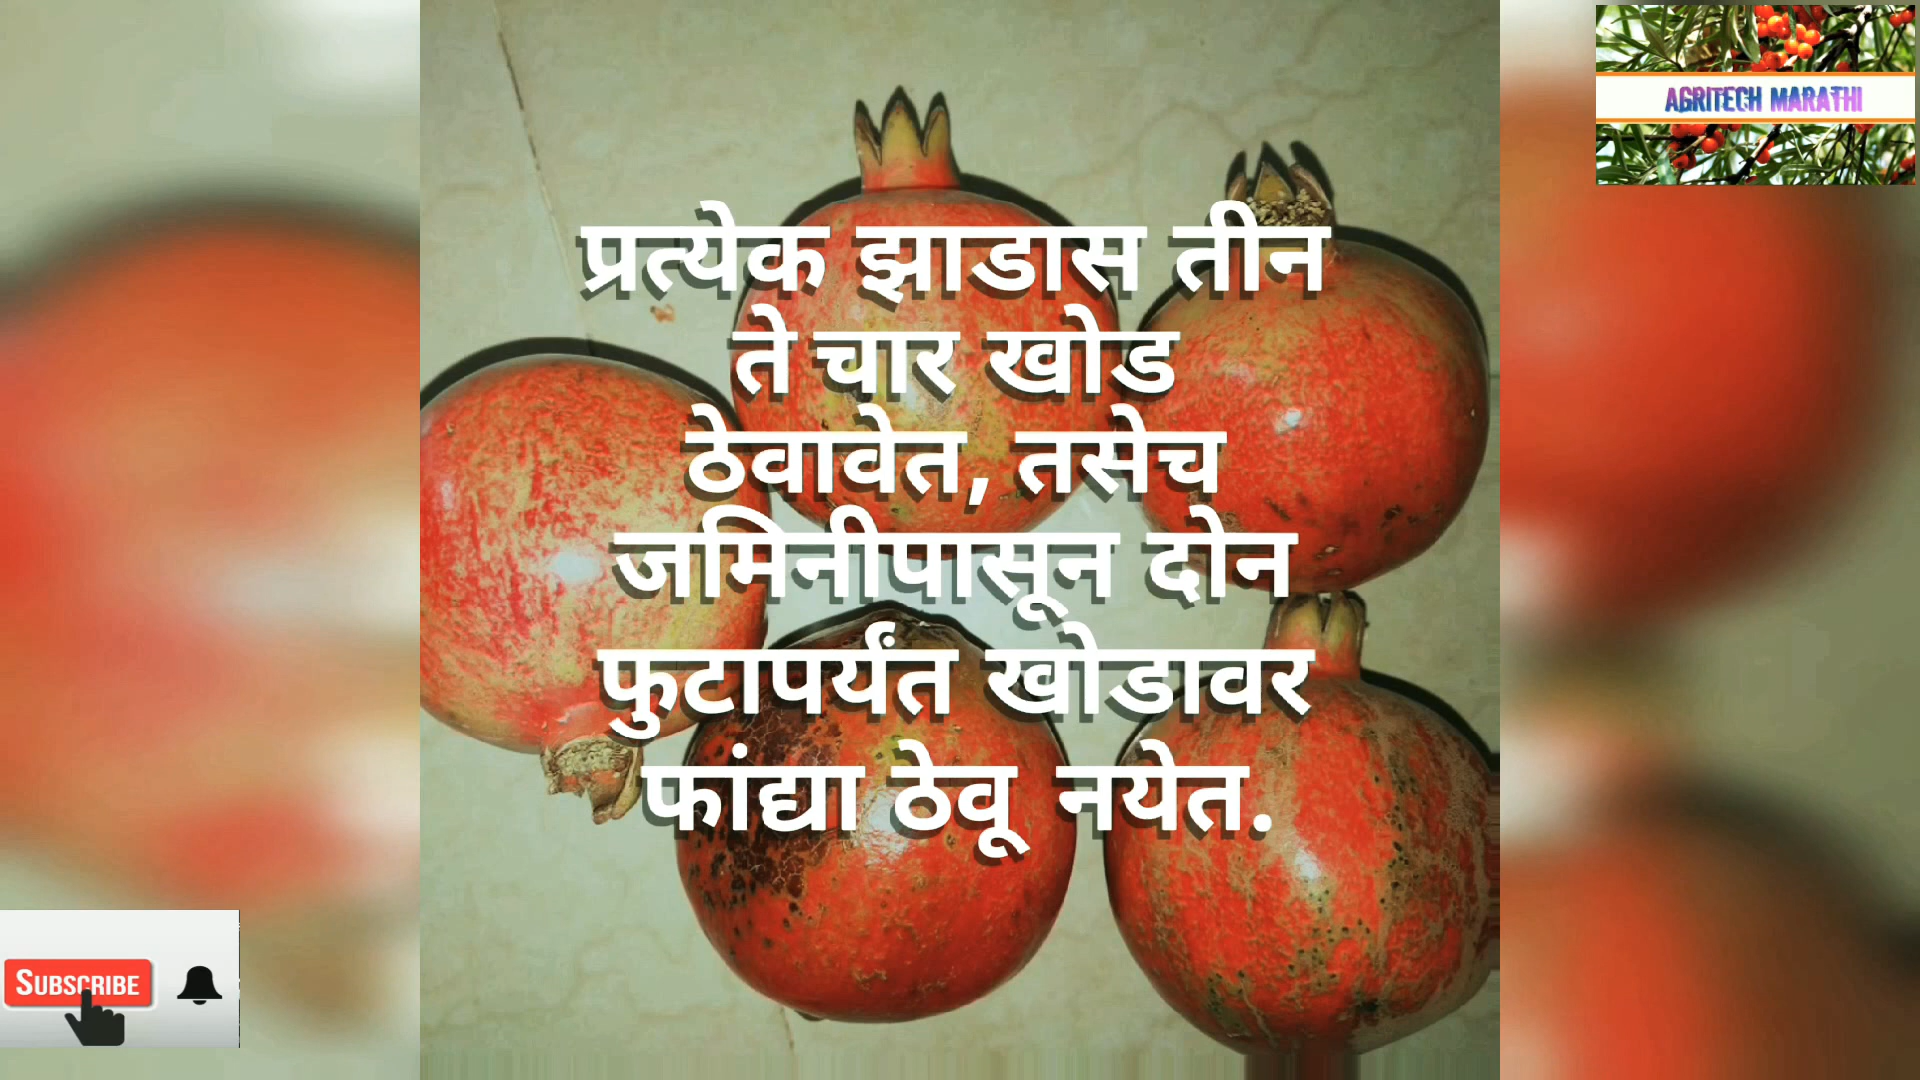 AGRITECH MARATHI
प्रत्येक झाडास तीन
ते चार खोड
ठेवावेत, तसेच
जमिनीपासून दोन
फुटापर्यंत खोडावर
फांद्या ठेवू नयेत.
SUBSCRIBE